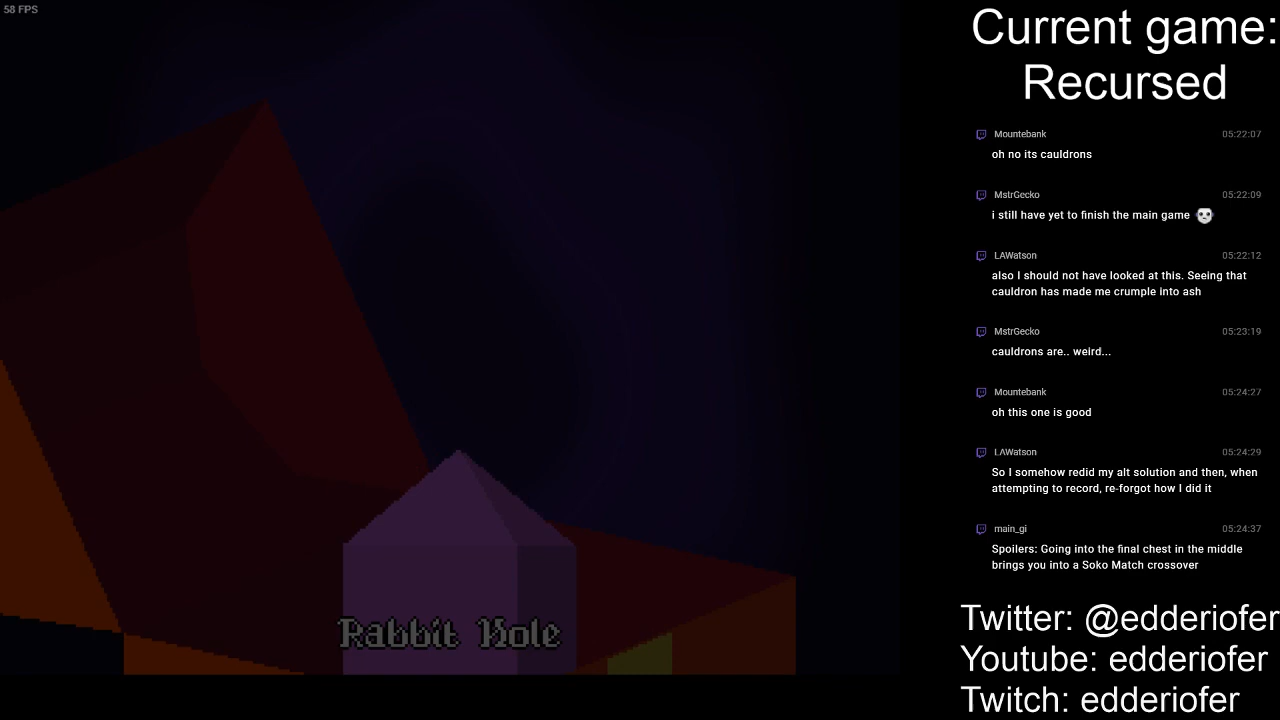 58 FPS
Rabbit Hole
Current game:
Recursed
Mountebank 05:22:07
oh no its cauldrons
MstrGecko 05:22:09
i still have yet to finish the main game
LAWatson 05:22:12
also I should not have looked at this. Seeing that
cauldron has made me crumple into ash
MstrGecko 05:23:19
cauldrons are.. weird...
Mountebank 05:24:27
oh this one is good
LAWatson 05:24:29
So I somehow redid my alt solution and then, when
attempting to record, re-forgot how I did it
main_gi 05:24:37
Spoilers: Going into the final chest in the middle
brings you into a Soko Match crossover
Twitter: @edderiofer
Youtube: edderiofer
Twitch: edderiofer